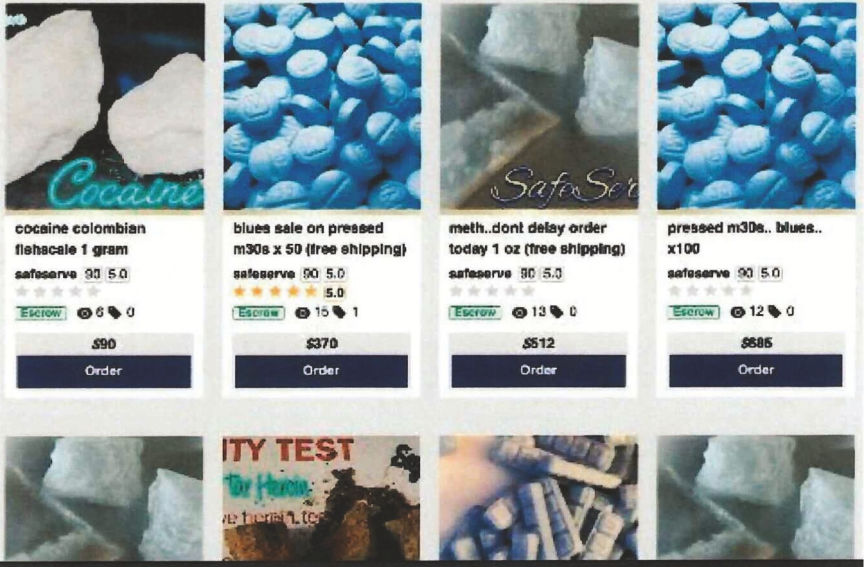 Cocaine
SafeSer
cocaine colombian
fishscale 1 gram
safeserve 90 5.0
Escrow 6 0
$90
Order
blues sale on pressed
m30s x 50 (free shipping)
safeserve 90 5.0
5.0
Escrow 15 1
$370
Order
meth..dont delay order
today 1 oz (free shipping)
safeserve 90 5.0
Escrow 13 0
$512
Order
pressed m30s.. blues..
x100
safeserve 90 5.0
Escrow 12 0
$685
Order
ITY TEST
for Heroin